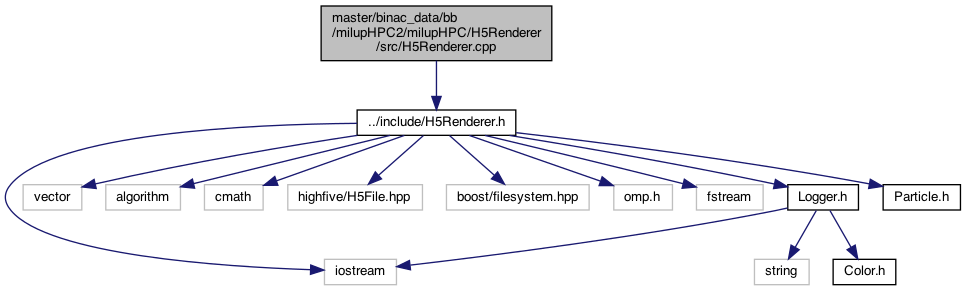 master/binac_data/bb
/milupHPC2/milupHPC/H5Renderer
/src/H5Renderer.cpp
../include/H5Renderer.h
vector
algorithm
cmath
highfive/H5File.hpp
boost/filesystem.hpp
omp.h
fstream
Logger.h
Particle.h
iostream
string
Color.h